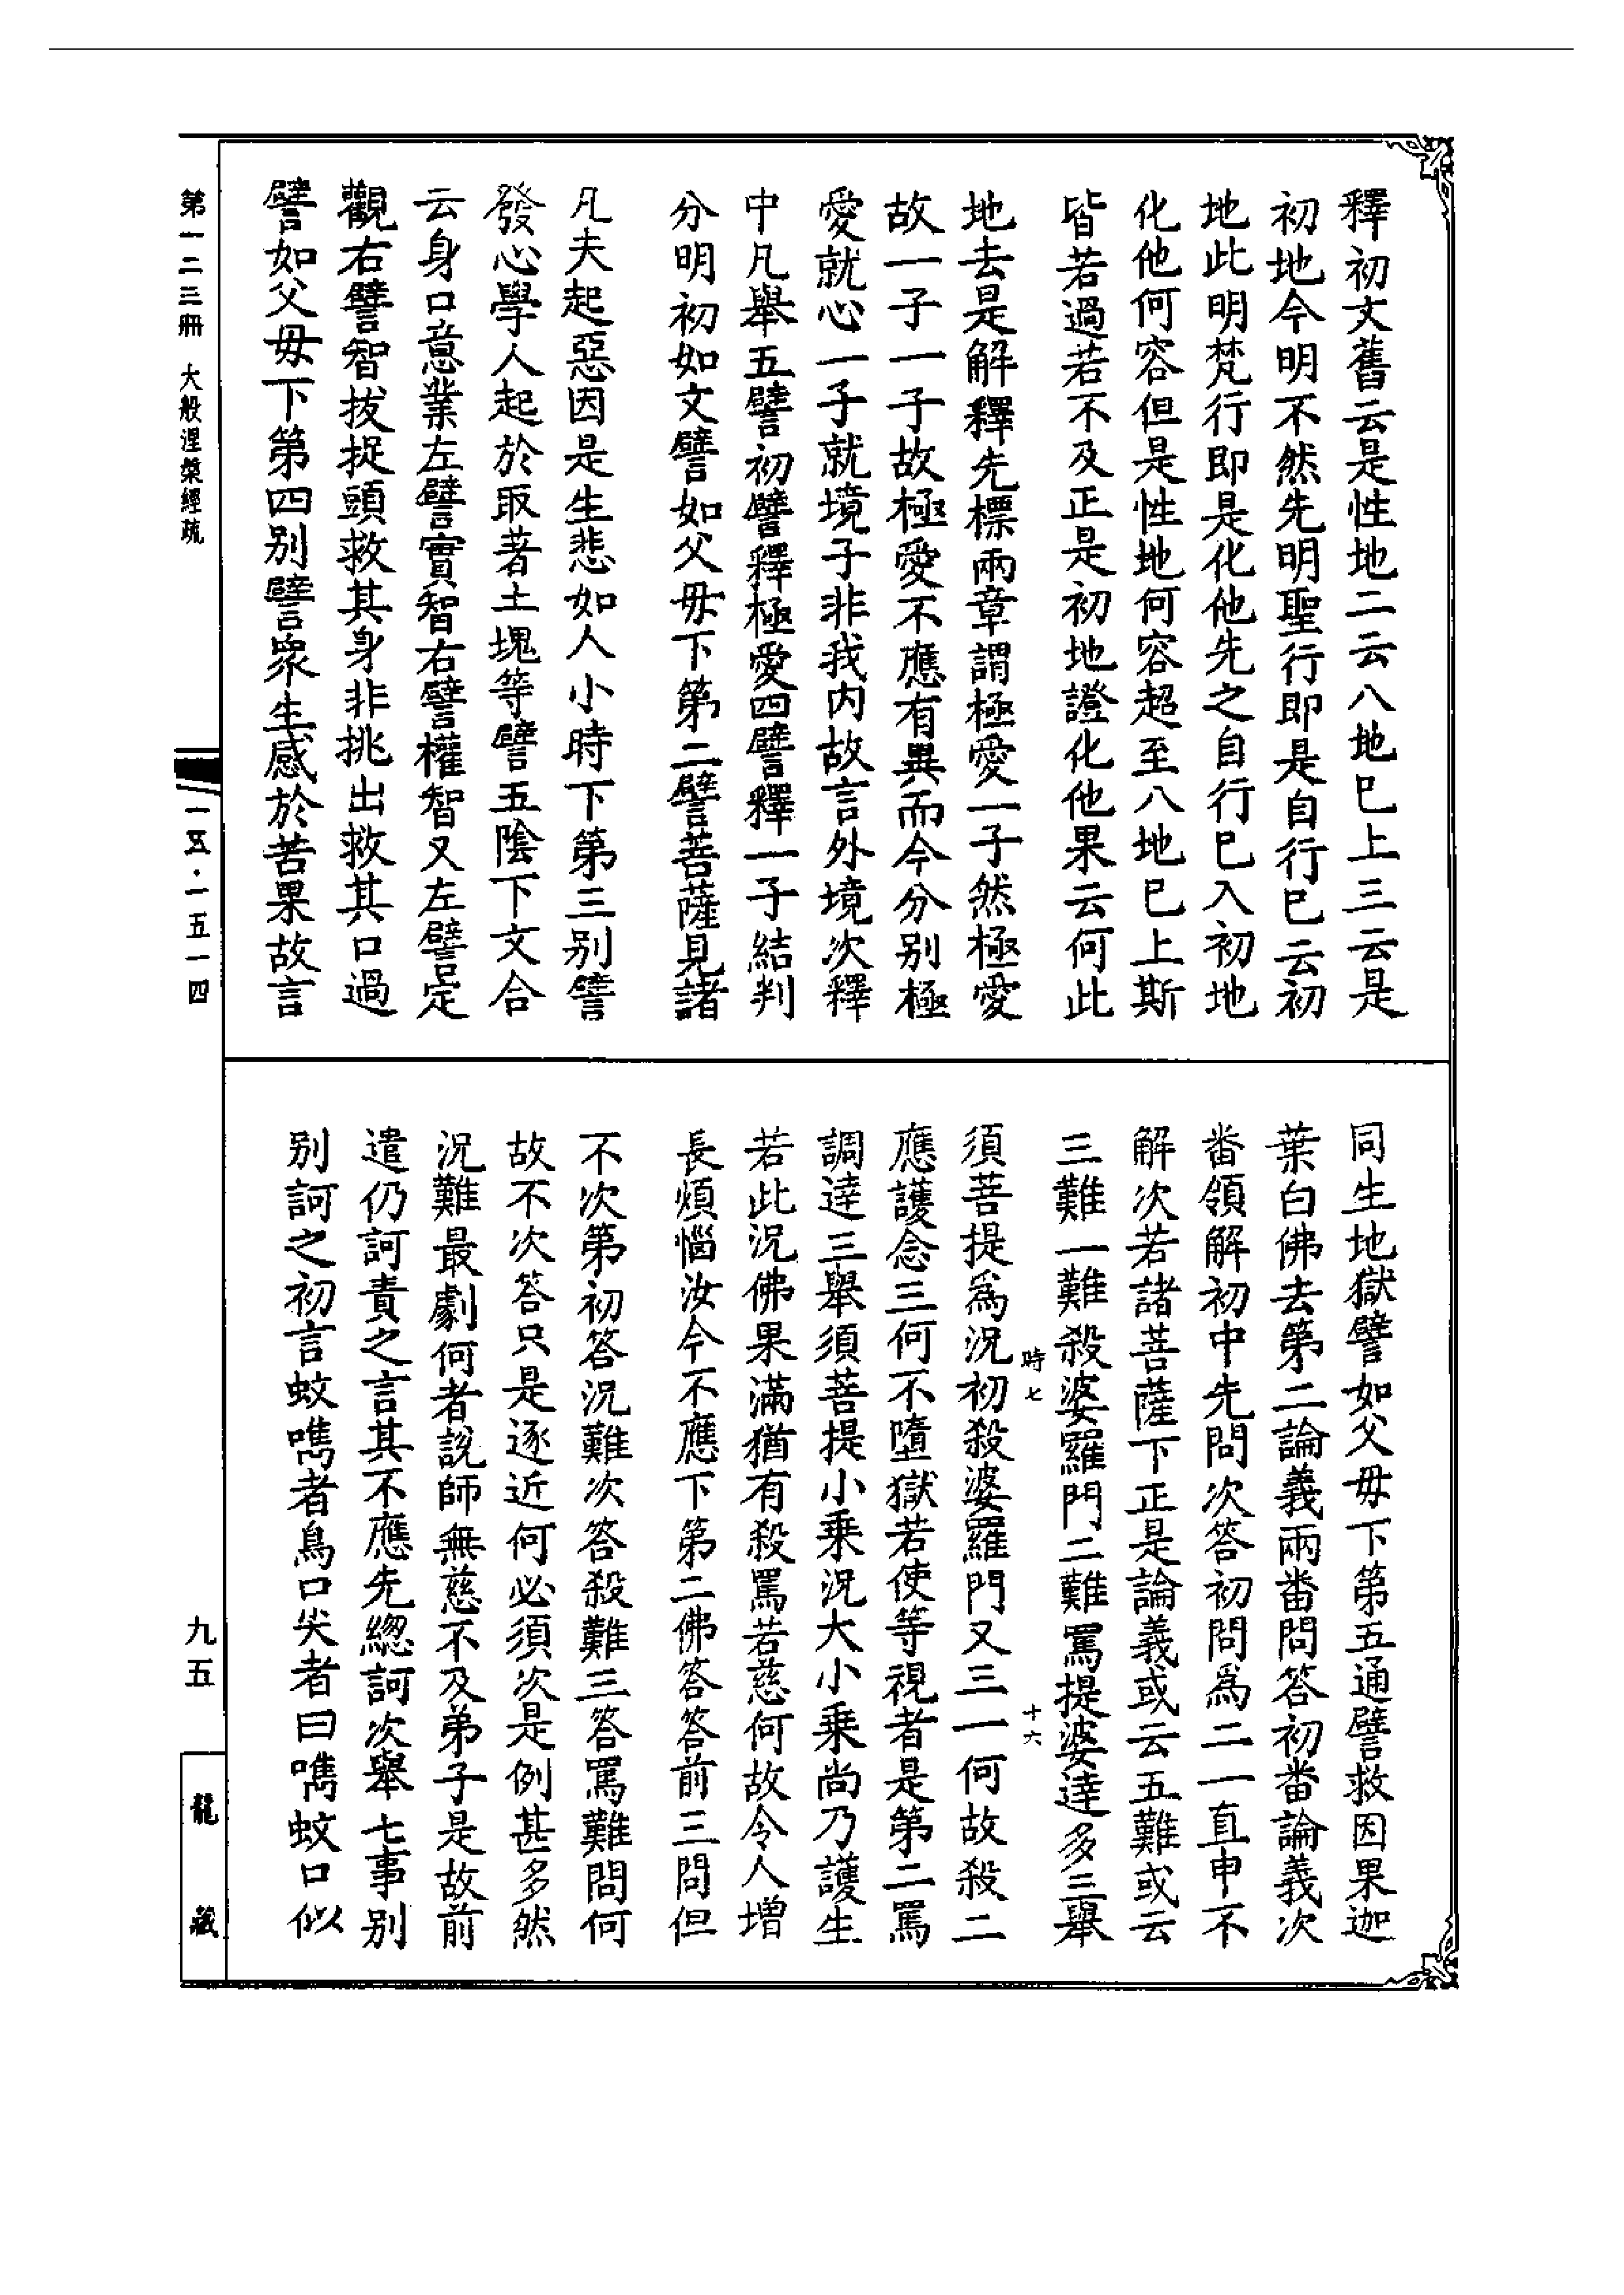 釋初文舊云是性地二云八地巳上三云是
初地今明不然先明聖行即是自行巳云初
地此明梵行即是化他先之自行巳入初地
化他何容但是性地何容超至八地巳上斯
皆若過若不及正是初地證化他果云何此
地去是解釋先標兩章謂極愛一子然極愛
故一子一子故極愛不應有異而今分別極
愛就心一子就境子非我內故言外境次釋
中凡舉五譬初譬釋極愛四譬釋一子結判
分明初如文譬如父母下第二譬菩薩見諸
凡夫起惡因是生悲如人小時下第三別譬
發心學人起於取著土塊等譬五陰下文合
云身口意業左譬實智右譬權智又左譬定
觀右譬智拔捉頭救其身非挑出救其口過
譬如父母下第四別譬眾生感於苦果故言
同生地獄譬如父母下第五通譬救因果迦
葉白佛去第二論義兩番問答初番論義次
番領解初中先問次答初問為二一直申不
解次若諸菩薩下正是論義或云五難或云
三難一難殺婆羅門二難罵提婆達多三舉
須菩提為況初殺婆羅門又三一何故殺二
應護念三何不墮獄若使等視者是第二罵
調達三舉須菩提小乘況大小乘尚乃護生
若此況佛果滿猶有殺罵若慈何故令人增
長煩惱汝今不應下第二佛答答前三問但
不次第初答況難次答殺難三答罵難問何
故不次答只是逐近何必須次是例甚多然
況難最劇何者說師無慈不及弟子是故前
遣仍訶責之言其不應先總訶次舉七事別
別訶之初言蚊嘴者鳥口尖者曰嘴蚊口似
時七
十六
第一二三冊 大般涅槃經疏
一五·一五一四
九五
龍藏